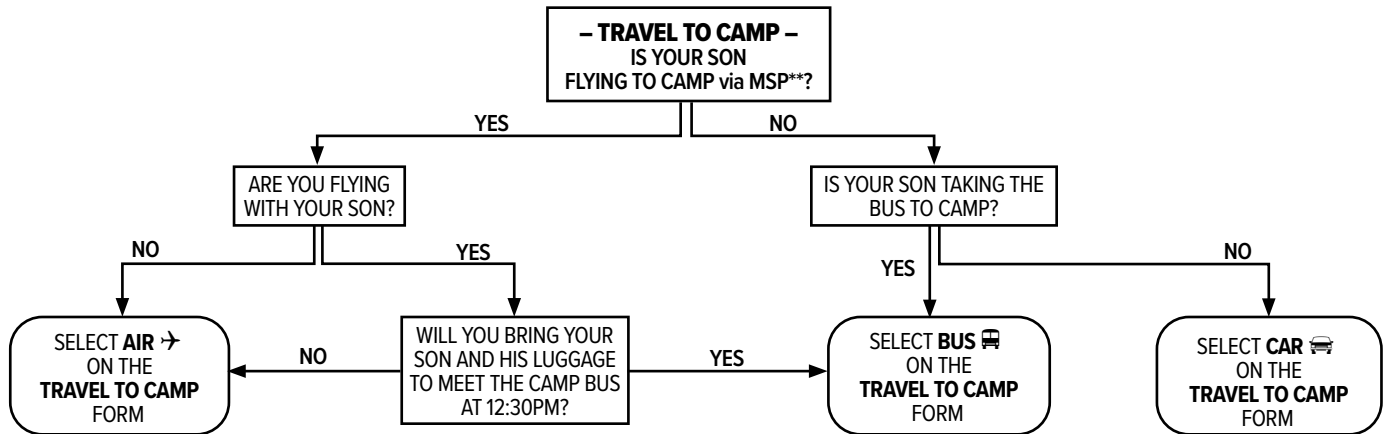 – TRAVEL TO CAMP –
IS YOUR SON
FLYING TO CAMP via MSP**?
YES
NO
ARE YOU FLYING
WITH YOUR SON?
IS YOUR SON TAKING THE
BUS TO CAMP?
NO
YES
YES
NO
SELECT AIR
ON THE
TRAVEL TO CAMP
FORM
NO
WILL YOU BRING YOUR
SON AND HIS LUGGAGE
TO MEET THE CAMP BUS
AT 12:30PM?
YES
SELECT BUS
ON THE
TRAVEL TO CAMP
FORM
SELECT CAR
ON THE
TRAVEL TO CAMP
FORM